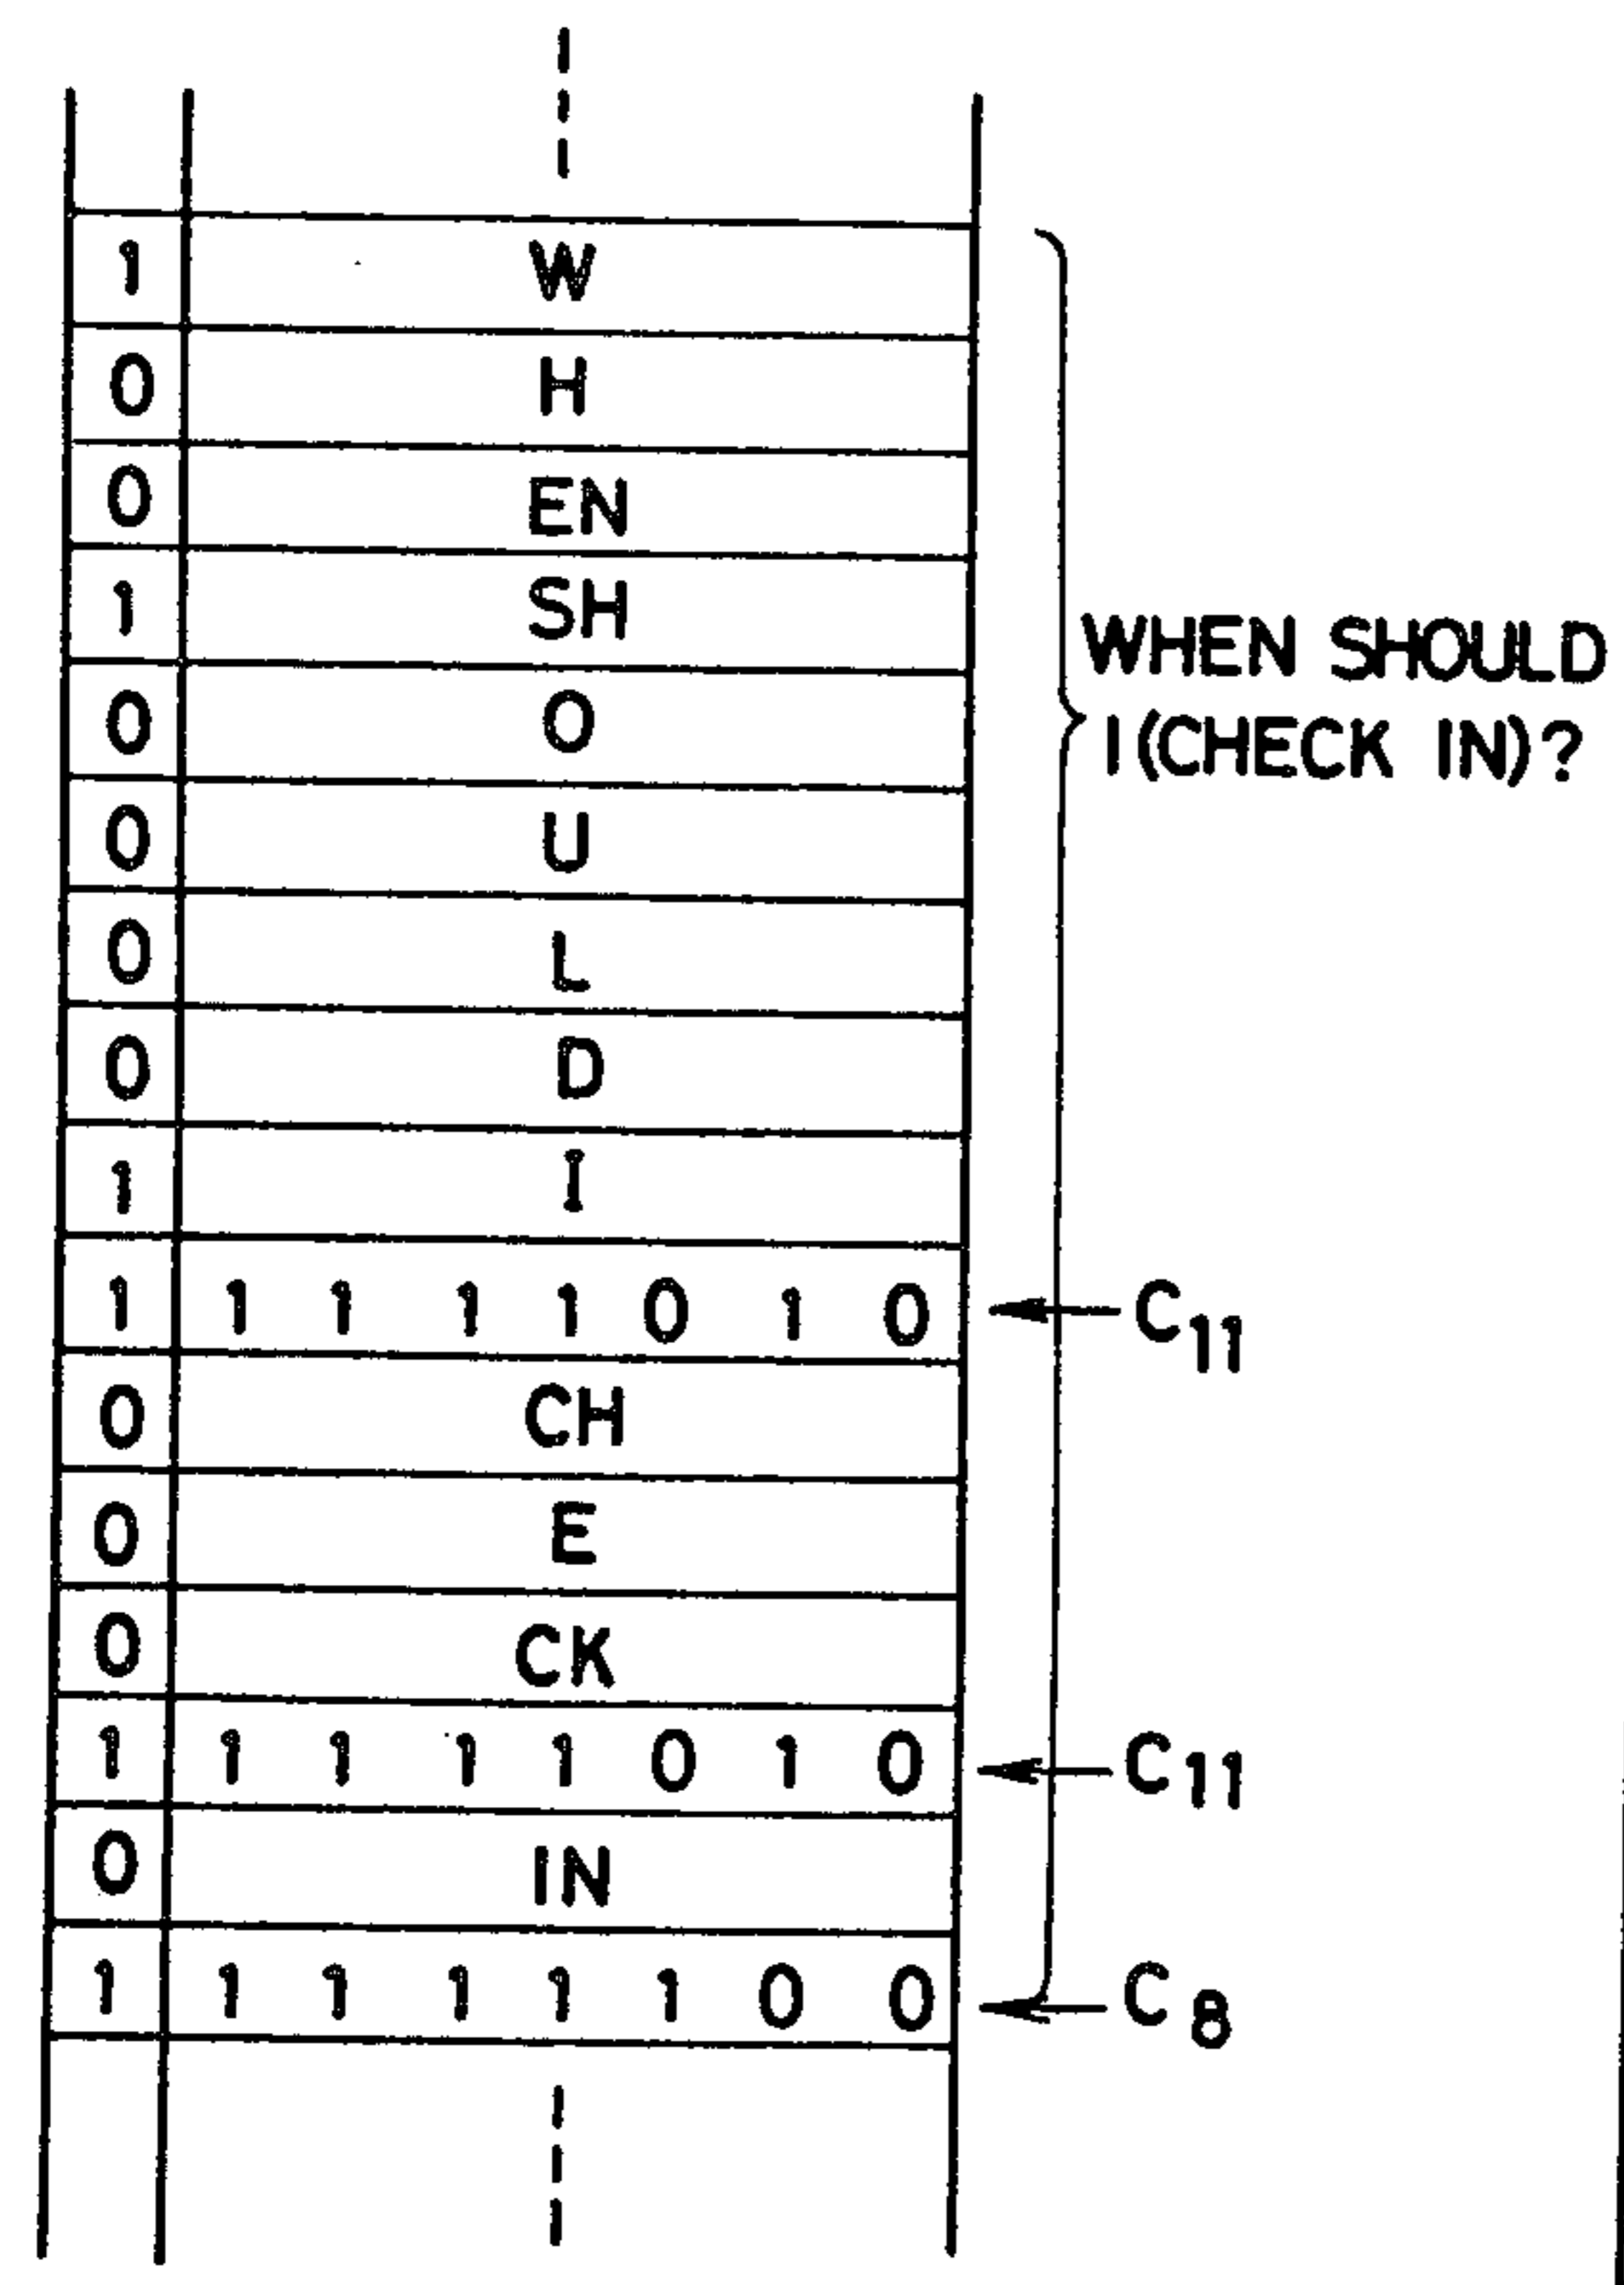 1 W
0 H
0 EN
1 SH
0 O
0 U
0 L
0 D
1 I
WHEN SHOULD
I (CHECK IN)?
1 1 1 1 1 0 1 0 C11
0 CH
0 E
0 CK
1 1 1 1 1 0 1 0 C11
0 IN
1 1 1 1 1 1 0 0 C8